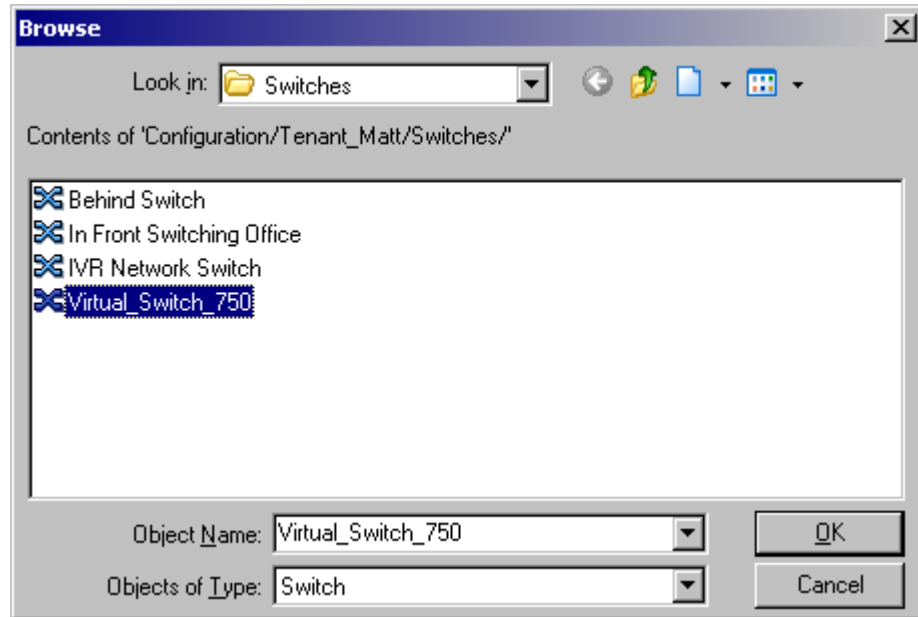 Browse
Look in: Switches
Contents of 'Configuration/Tenant_Matt/Switches/'
Behind Switch
In Front Switching Office
IVR Network Switch
Virtual_Switch_750
Object Name: Virtual_Switch_750
OK
Objects of Type: Switch
Cancel